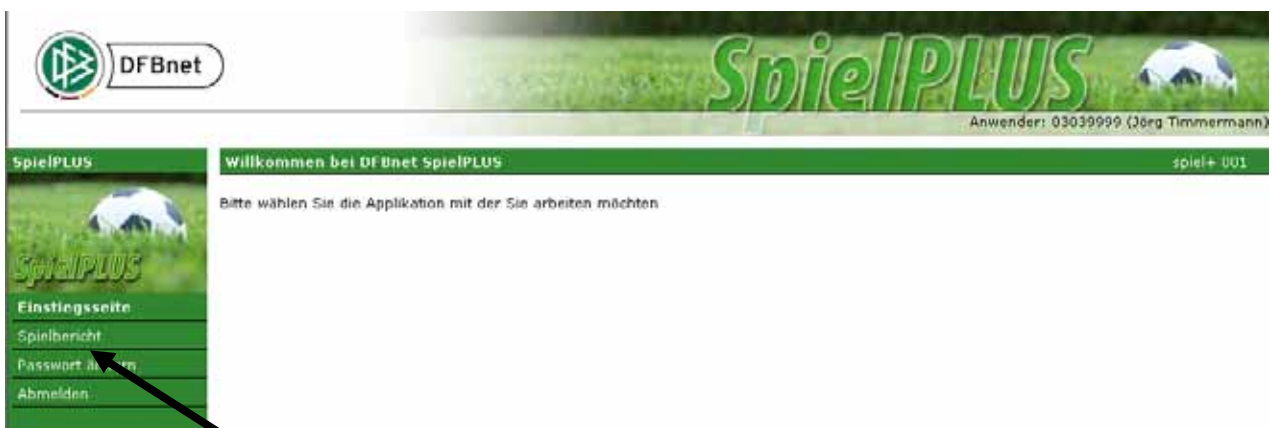 DFBnet
SpielPLUS
Anwender: 03039999 (Jörg Timmermann)
SpielPLUS
Willkommen bei DFBnet SpielPLUS
spiel+ 001
Bitte wählen Sie die Applikation mit der Sie arbeiten möchten
SpielPLUS
Einstiegsseite
Spielbericht
Passwort ändern
Abmelden